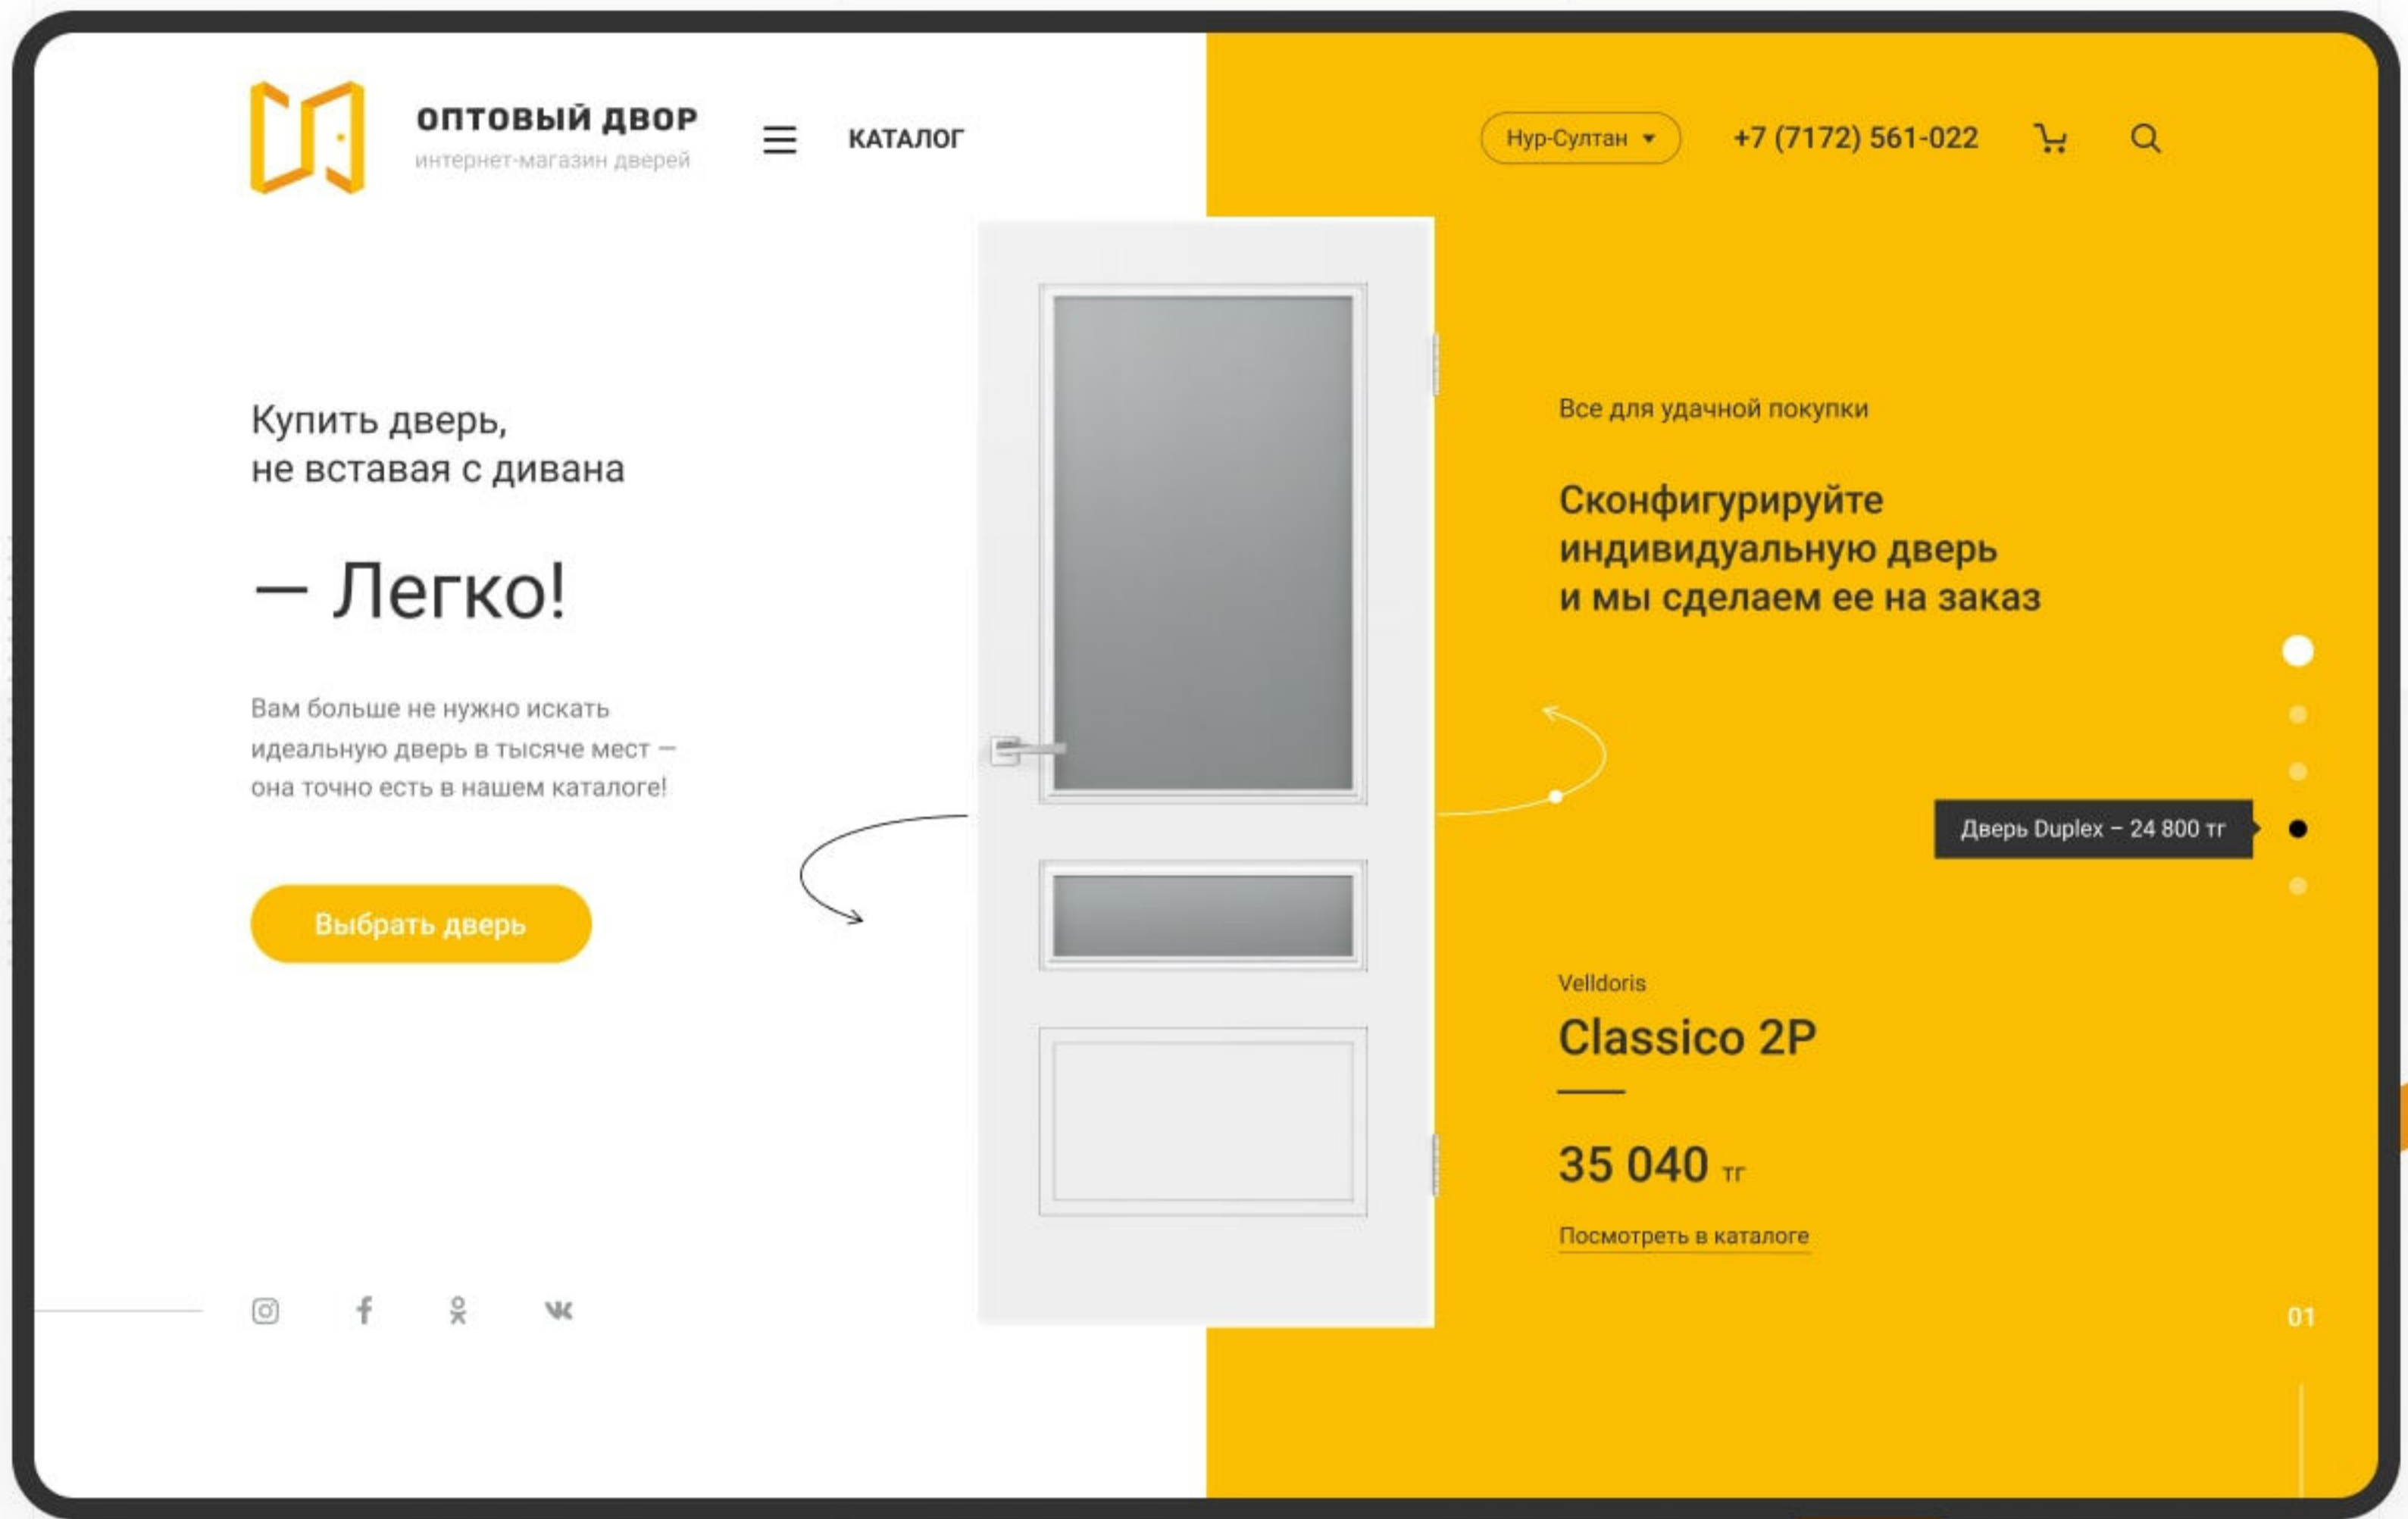 ОПТОВЫЙ ДВОР
интернет-магазин дверей
КАТАЛОГ
Нур-Султан
+7 (7172) 561-022
Купить дверь,
не вставая с дивана
— Легко!
Вам больше не нужно искать
идеальную дверь в тысяче мест —
она точно есть в нашем каталоге!
Выбрать дверь
Все для удачной покупки
Сконфигурируйте
индивидуальную дверь
и мы сделаем ее на заказ
Дверь Duplex – 24 800 тг
Velldoris
Classico 2P
35 040 тг
Посмотреть в каталоге
01